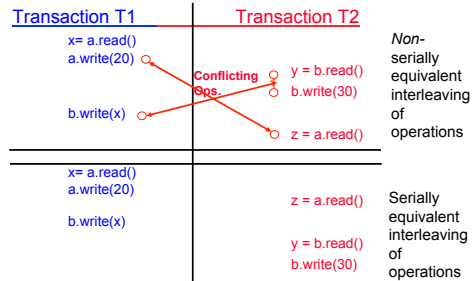 Transaction T1
Transaction T2
x= a.read()
a.write(20)
Conflicting
Ops.
y = b.read()
b.write(30)
b.write(x)
z = a.read()
Non-
serially
equivalent
interleaving
of
operations
x= a.read()
a.write(20)
z = a.read()
b.write(x)
y = b.read()
b.write(30)
Serially
equivalent
interleaving
of
operations